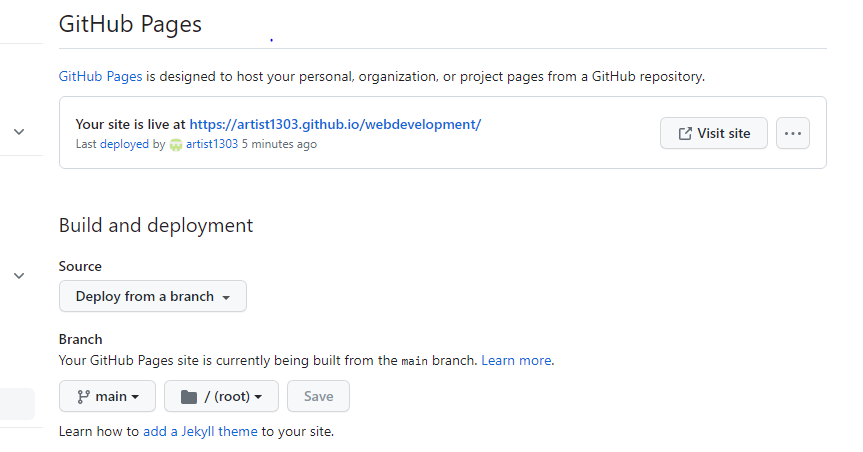 GitHub Pages
GitHub Pages is designed to host your personal, organization, or project pages from a GitHub repository.
Your site is live at https://artist1303.github.io/webdevelopment/
Last deployed by artist1303 5 minutes ago
Visit site
Build and deployment
Source
Deploy from a branch
Branch
Your GitHub Pages site is currently being built from the main branch. Learn more.
main / (root) Save
Learn how to add a Jekyll theme to your site.